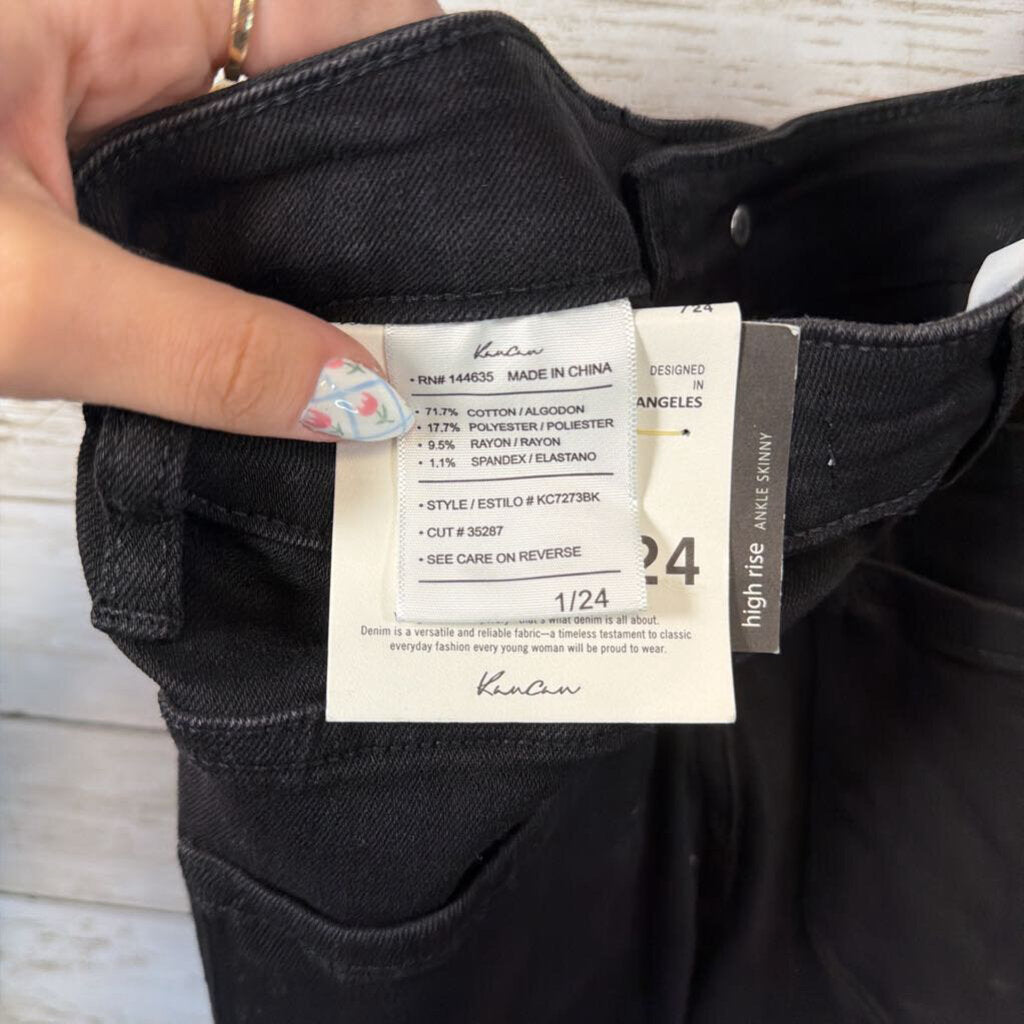 KanCan
• RN# 144635 MADE IN CHINA
• 71.7% COTTON / ALGODON
• 17.7% POLYESTER / POLIESTER
• 9.5% RAYON / RAYON
• 1.1% SPANDEX / ELASTANO
• STYLE / ESTILO # KC7273BK
• CUT # 35287
• SEE CARE ON REVERSE
1/24
/24
DESIGNED
IN
ANGELES
24
that's what denim is all about.
Denim is a versatile and reliable fabric—a timeless testament to classic
everyday fashion every young woman will be proud to wear.
KanCan
high rise ANKLE SKINNY